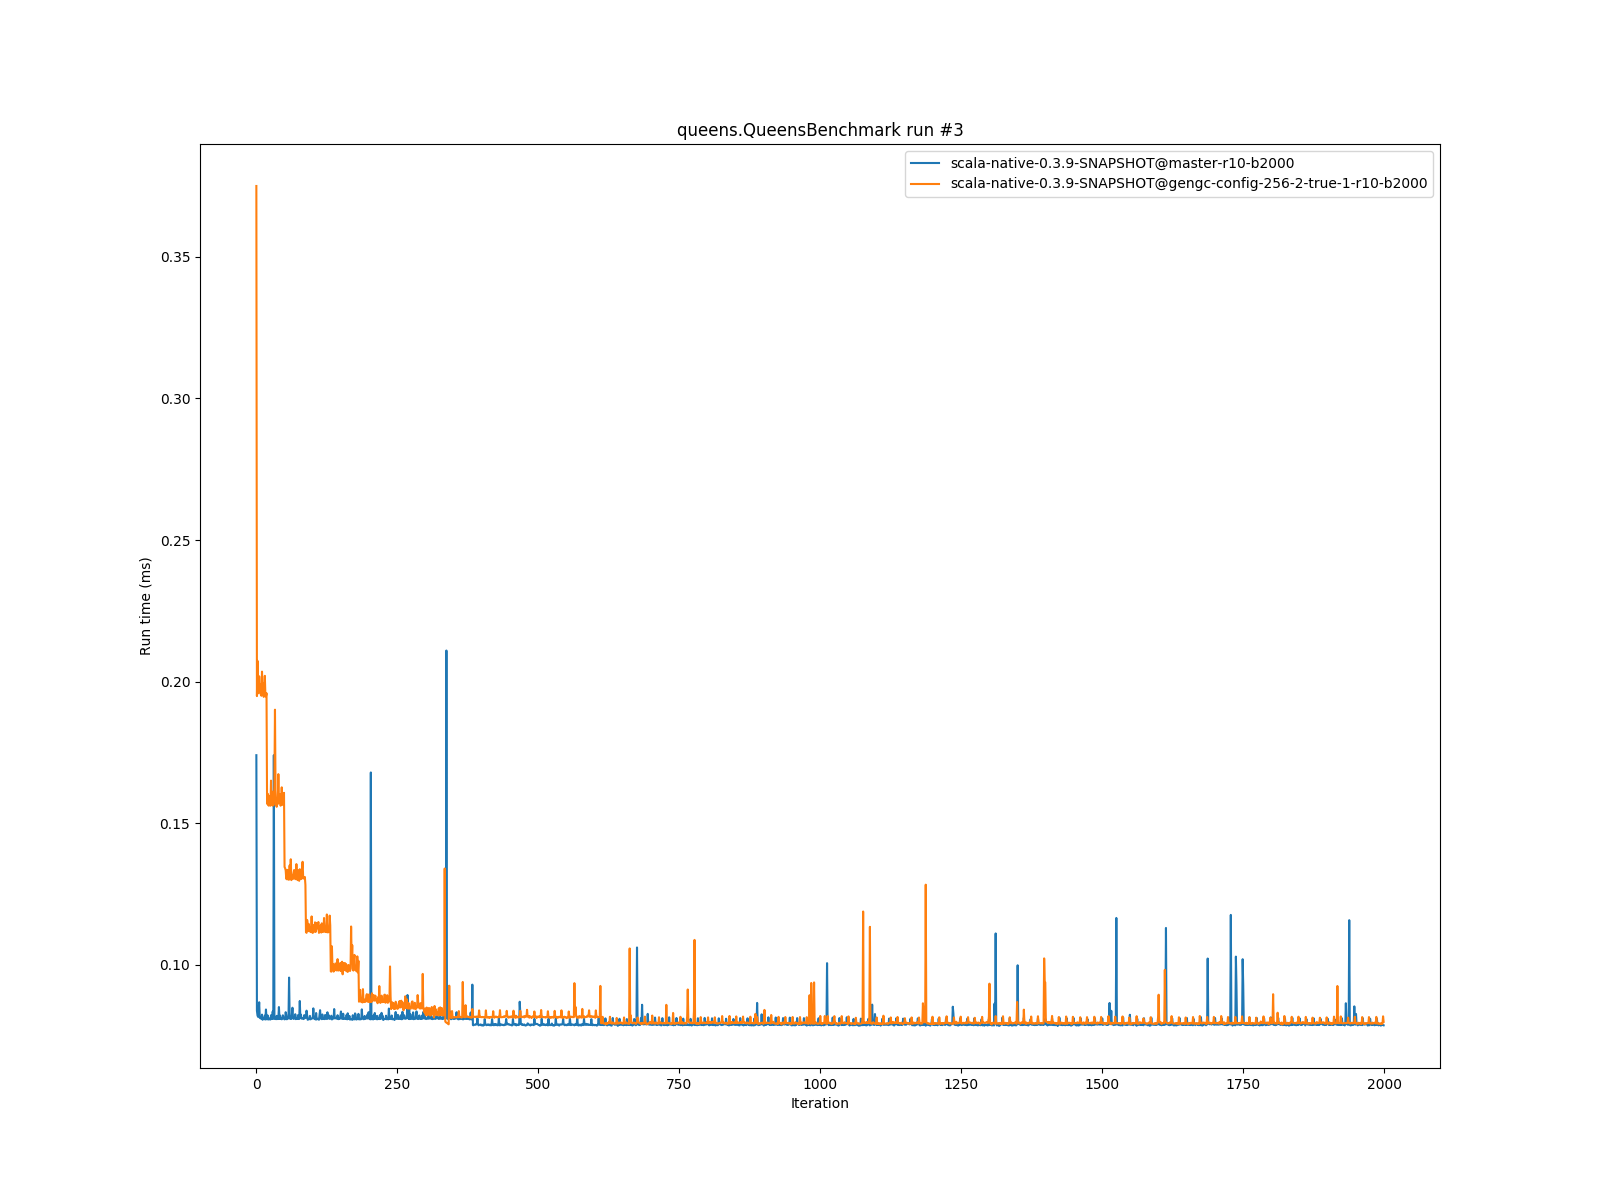 queens.QueensBenchmark run #3
scala-native-0.3.9-SNAPSHOT@master-r10-b2000
scala-native-0.3.9-SNAPSHOT@gengc-config-256-2-true-1-r10-b2000
0.35
0.30
0.25
0.20
0.15
0.10
Run time (ms)
0 250 500 750 1000 1250 1500 1750 2000
Iteration